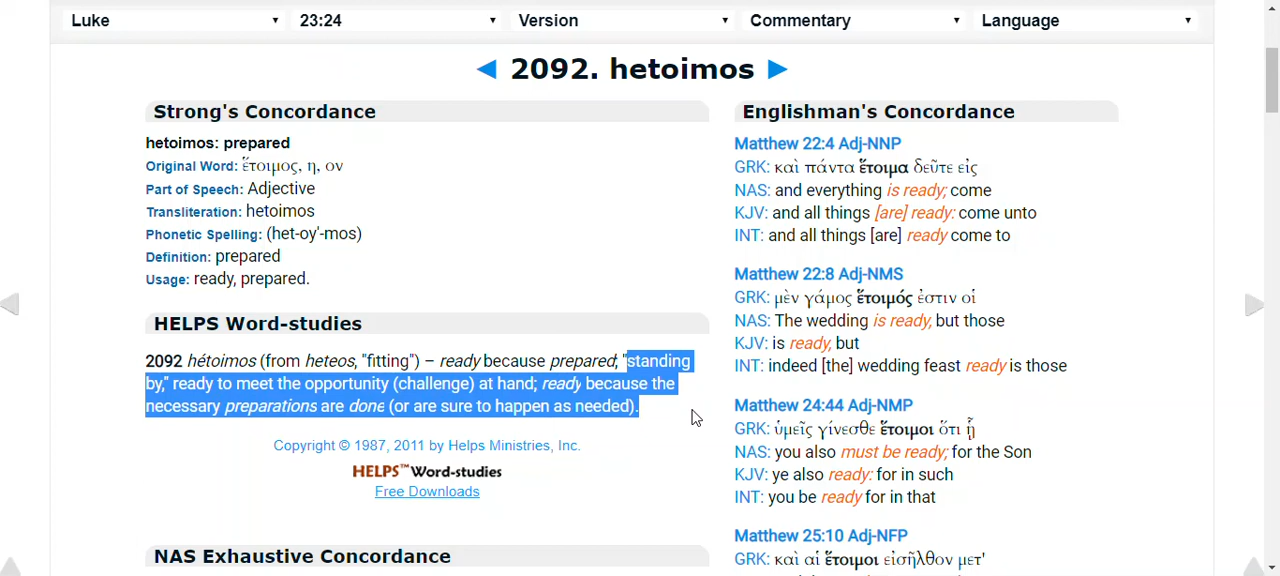 Luke 23:24 Version Commentary Language
2092. hetoimos
Strong's Concordance
hetoimos: prepared
Original Word: ἕτοιμος, η, ον
Part of Speech: Adjective
Transliteration: hetoimos
Phonetic Spelling: (het-oy'-mos)
Definition: prepared
Usage: ready, prepared.
HELPS Word-studies
2092 hétoimos (from heteos, "fitting") – ready because prepared; "standing
by," ready to meet the opportunity (challenge) at hand; ready because the
necessary preparations are done (or are sure to happen as needed).
Copyright © 1987, 2011 by Helps Ministries, Inc.
HELPS™Word-studies
Free Downloads
NAS Exhaustive Concordance
Englishman's Concordance
Matthew 22:4 Adj-NNP
GRK: καὶ πάντα ἕτοιμα δεῦτε εἰς
NAS: and everything is ready; come
KJV: and all things [are] ready: come unto
INT: and all things [are] ready come to
Matthew 22:8 Adj-NMS
GRK: μὲν γάμος ἕτοιμός ἐστιν οἱ
NAS: The wedding is ready, but those
KJV: is ready, but
INT: indeed [the] wedding feast ready is those
Matthew 24:44 Adj-NMP
GRK: ὑμεῖς γίνεσθε ἕτοιμοι ὅτι ᾗ
NAS: you also must be ready; for the Son
KJV: ye also ready: for in such
INT: you be ready for in that
Matthew 25:10 Adj-NFP
GRK: καὶ αἱ ἕτοιμοι εἰσῆλθον μετ'